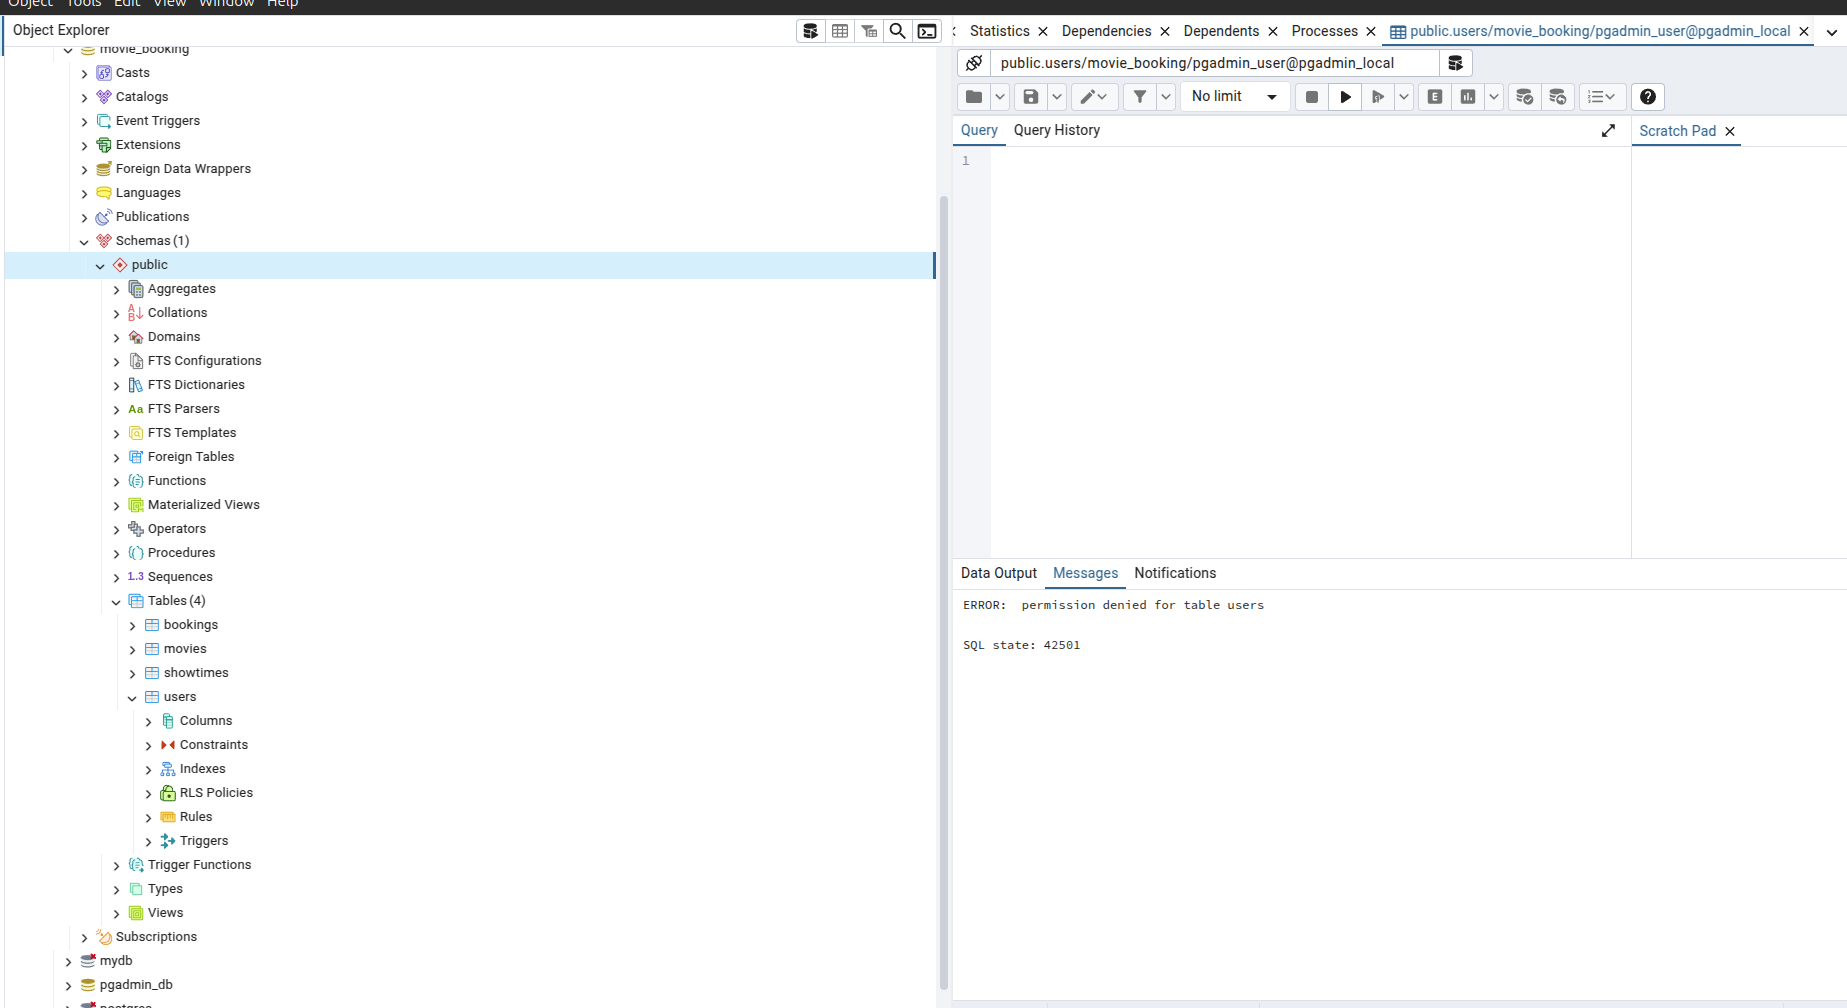 Object Tools Edit View Window Help
Object Explorer
movie_booking
Casts
Catalogs
Event Triggers
Extensions
Foreign Data Wrappers
Languages
Publications
Schemas (1)
public
Aggregates
Collations
Domains
FTS Configurations
FTS Dictionaries
Aa FTS Parsers
FTS Templates
Foreign Tables
Functions
Materialized Views
Operators
Procedures
1..3 Sequences
Tables (4)
bookings
movies
showtimes
users
Columns
Constraints
Indexes
RLS Policies
Rules
Triggers
Trigger Functions
Types
Views
Subscriptions
mydb
pgadmin_db
postgres
Statistics Dependencies Dependents Processes public.users/movie_booking/pgadmin_user@pgadmin_local
public.users/movie_booking/pgadmin_user@pgadmin_local
No limit E
Query Query History Scratch Pad
1
Data Output Messages Notifications
ERROR:  permission denied for table users
SQL state: 42501